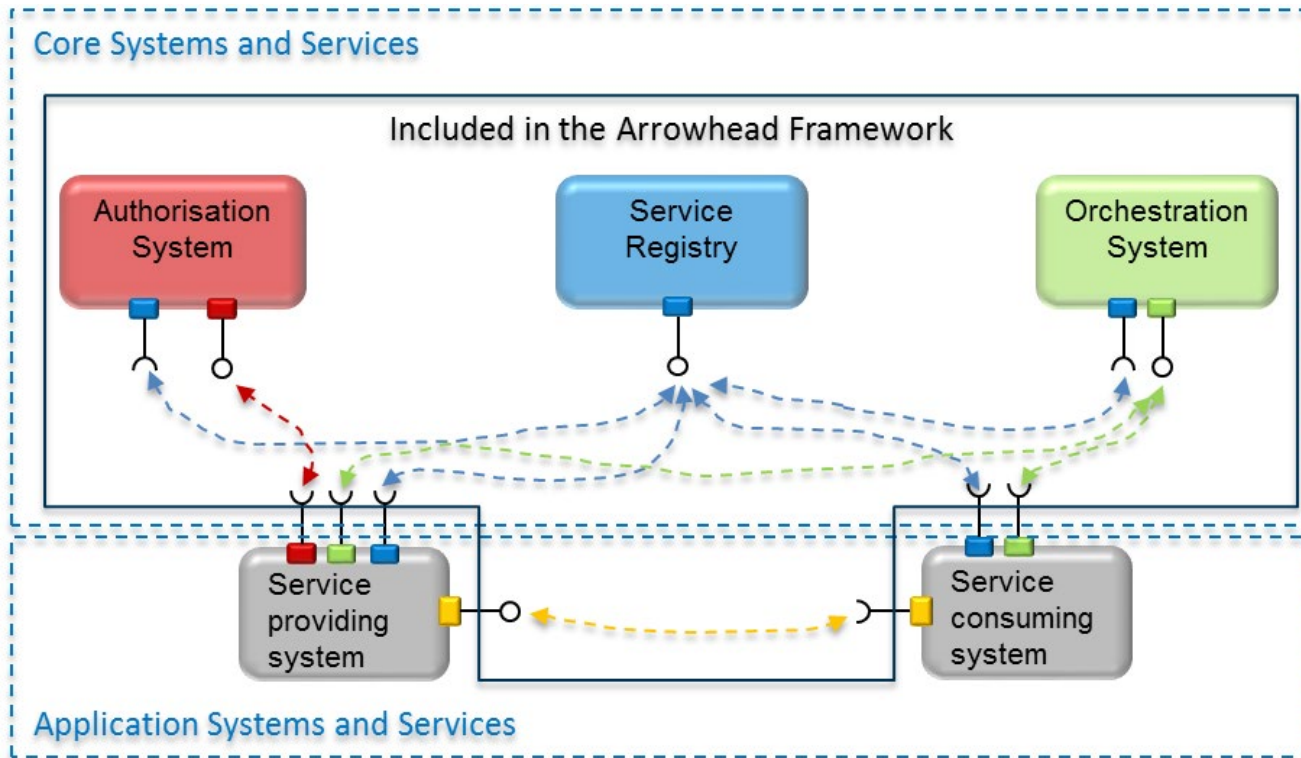 Core Systems and Services
Included in the Arrowhead Framework
Authorisation
System
Service
Registry
Orchestration
System
Service
providing
system
Service
consuming
system
Application Systems and Services